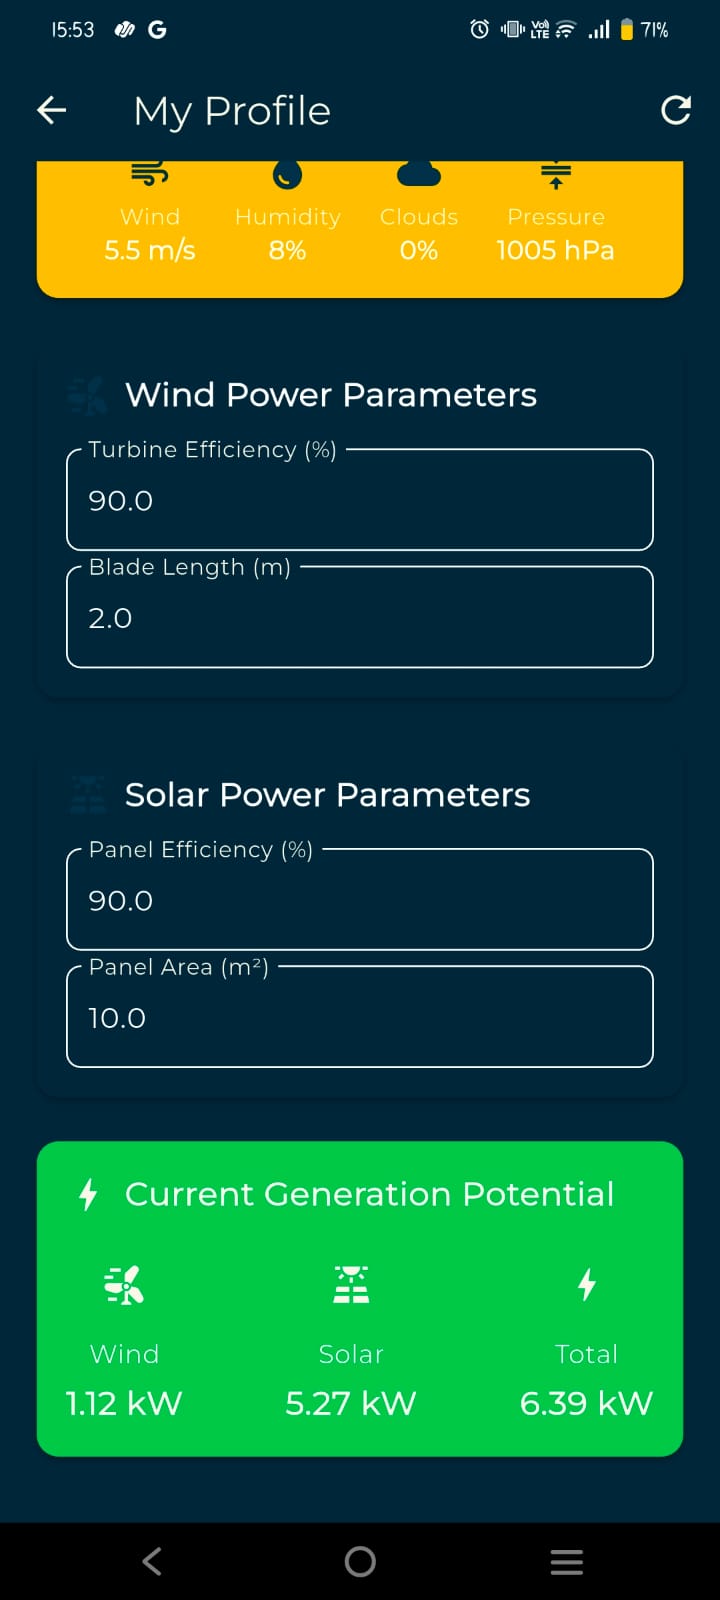 15:53 G Vo) LTE 71%
My Profile
Wind Humidity Clouds Pressure
5.5 m/s 8% 0% 1005 hPa
Wind Power Parameters
Turbine Efficiency (%)
90.0
Blade Length (m)
2.0
Solar Power Parameters
Panel Efficiency (%)
90.0
Panel Area (m²)
10.0
Current Generation Potential
Wind Solar Total
1.12 kW 5.27 kW 6.39 kW